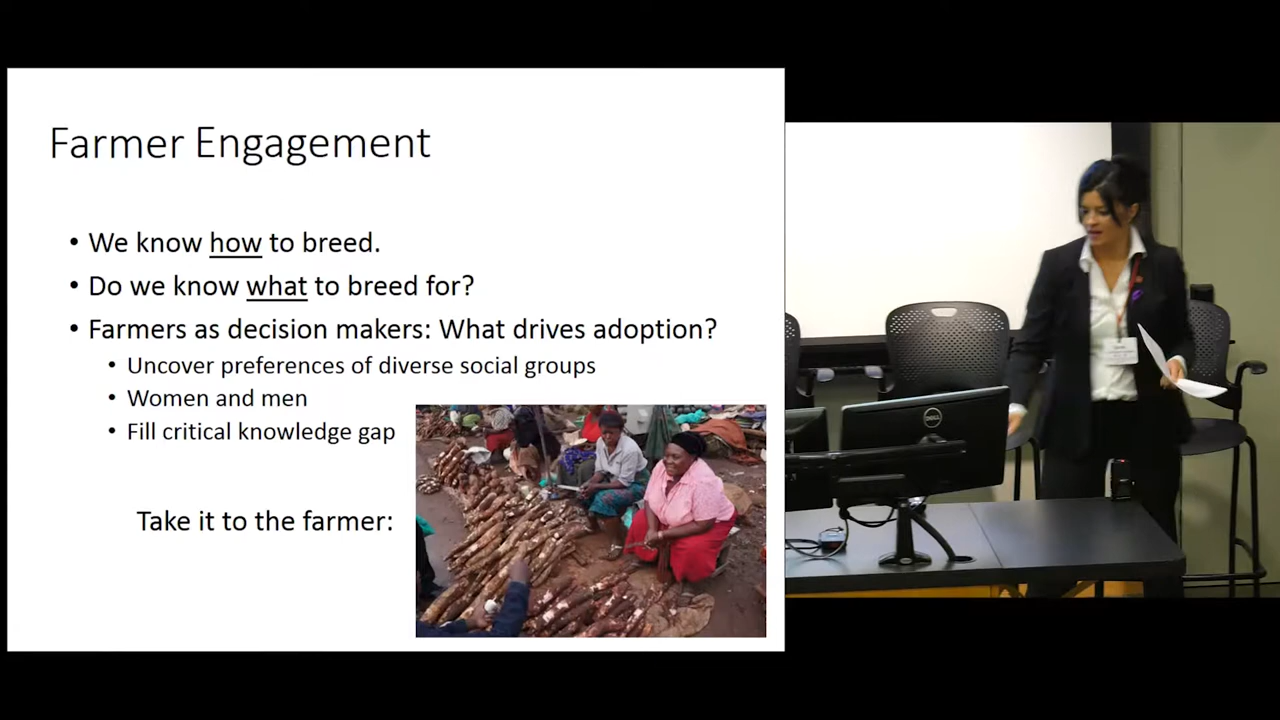 Farmer Engagement
• We know how to breed.
• Do we know what to breed for?
• Farmers as decision makers: What drives adoption?
• Uncover preferences of diverse social groups
• Women and men
• Fill critical knowledge gap
Take it to the farmer:
DELL